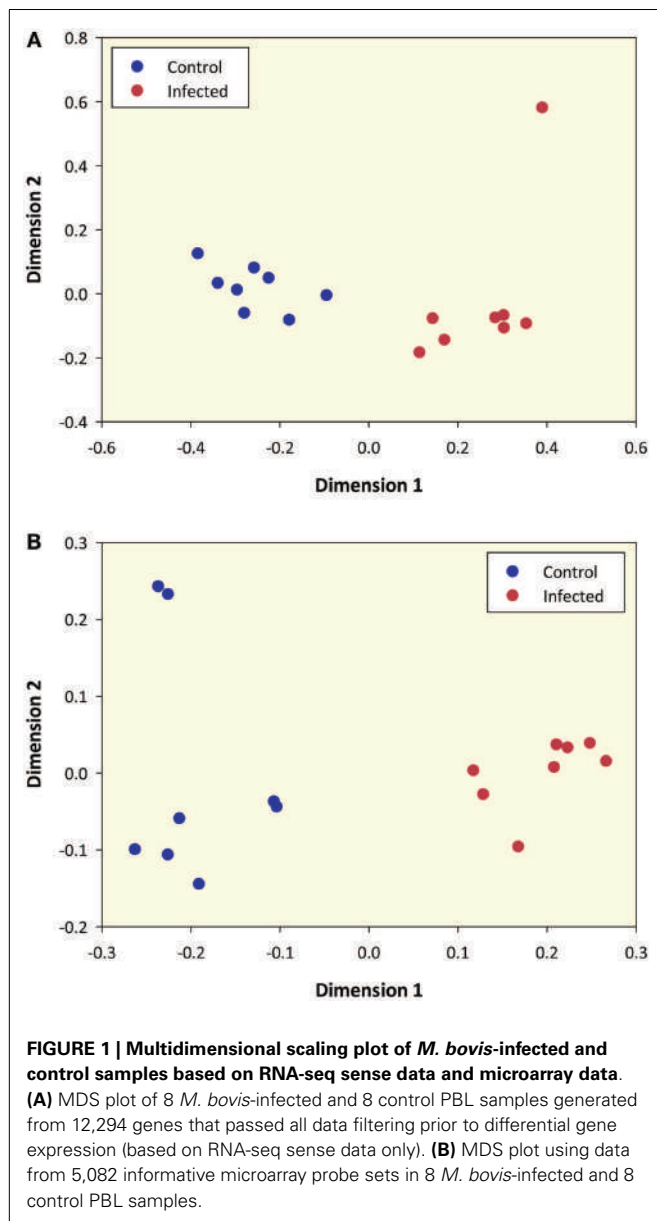 A
0.8
Control
Infected
0.6
0.4
0.2
0.0
-0.2
-0.4
Dimension 2
-0.6 -0.4 -0.2 0.0 0.2 0.4 0.6
Dimension 1
B
0.3
Control
Infected
0.2
0.1
0.0
-0.1
-0.2
Dimension 2
-0.3 -0.2 -0.1 0.0 0.1 0.2 0.3
Dimension 1
FIGURE 1 | Multidimensional scaling plot of M. bovis-infected and
control samples based on RNA-seq sense data and microarray data.
(A) MDS plot of 8 M. bovis-infected and 8 control PBL samples generated
from 12,294 genes that passed all data filtering prior to differential gene
expression (based on RNA-seq sense data only). (B) MDS plot using data
from 5,082 informative microarray probe sets in 8 M. bovis-infected and 8
control PBL samples.